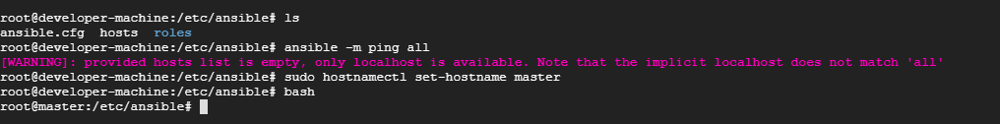 root@developer-machine:/etc/ansible# ls
ansible.cfg  hosts  roles
root@developer-machine:/etc/ansible# ansible -m ping all
[WARNING]: provided hosts list is empty, only localhost is available. Note that the implicit localhost does not match 'all'
root@developer-machine:/etc/ansible# sudo hostnamectl set-hostname master
root@developer-machine:/etc/ansible# bash
root@master:/etc/ansible#